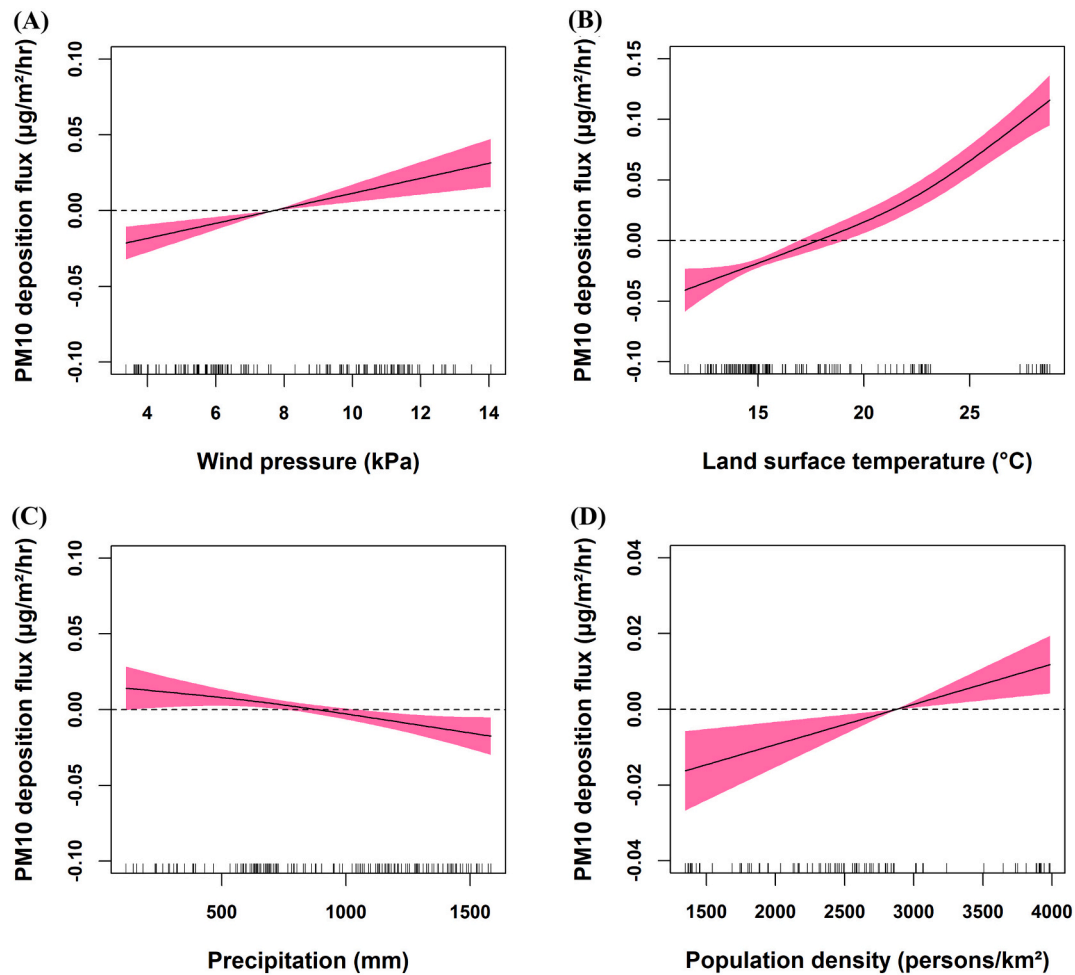 (A)
PM10 deposition flux (µg/m²/hr)
0.10
0.05
0.00
-0.05
-0.10
4 6 8 10 12 14
Wind pressure (kPa)
(B)
PM10 deposition flux (µg/m²/hr)
0.15
0.10
0.05
0.00
-0.05
-0.10
15 20 25
Land surface temperature (°C)
(C)
PM10 deposition flux (µg/m²/hr)
0.10
0.05
0.00
-0.05
-0.10
500 1000 1500
Precipitation (mm)
(D)
PM10 deposition flux (µg/m²/hr)
0.04
0.02
0.00
-0.02
-0.04
1500 2000 2500 3000 3500 4000
Population density (persons/km²)